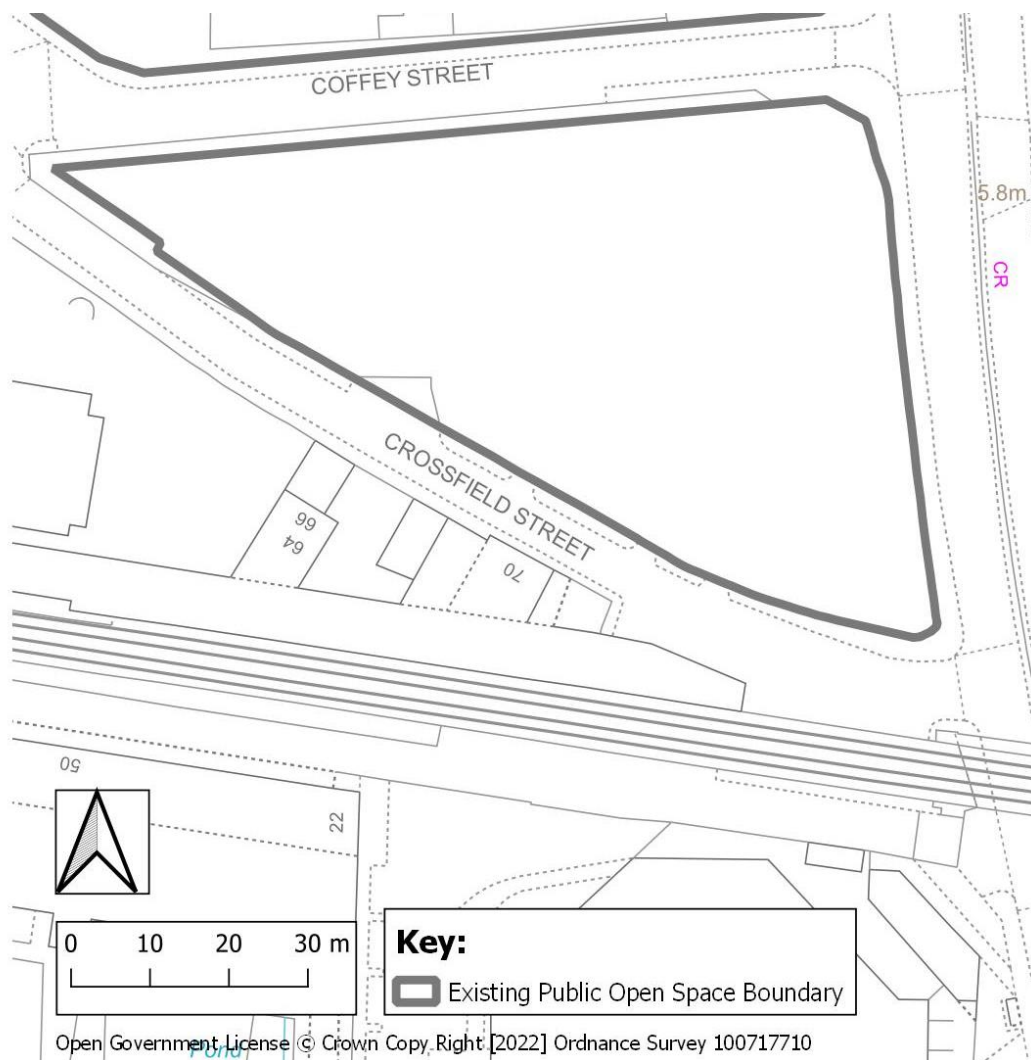 COFFEY STREET
5.8m
CR
CROSSFIELD STREET
66
64
70
50
22
0 10 20 30 m
Key:
Existing Public Open Space Boundary
Pond
Open Government License © Crown Copy Right [2022] Ordnance Survey 100717710